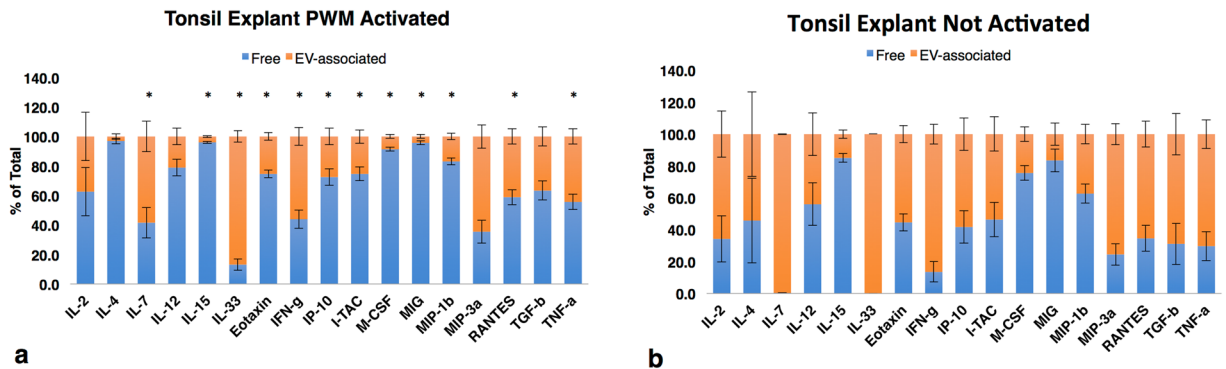 Tonsil Explant PWM Activated
Free EV-associated
% of Total
140.0
120.0
100.0
80.0
60.0
40.0
20.0
0.0
* * * * * * * * * * * *
IL-2 IL-4 IL-7 IL-12 IL-15 IL-33 Eotaxin IFN-g IP-10 I-TAC M-CSF MIG MIP-1b MIP-3a RANTES TGF-b TNF-a
a
Tonsil Explant Not Activated
Free EV-associated
% of Total
140.0
120.0
100.0
80.0
60.0
40.0
20.0
0.0
IL-2 IL-4 IL-7 IL-12 IL-15 IL-33 Eotaxin IFN-g IP-10 I-TAC M-CSF MIG MIP-1b MIP-3a RANTES TGF-b TNF-a
b